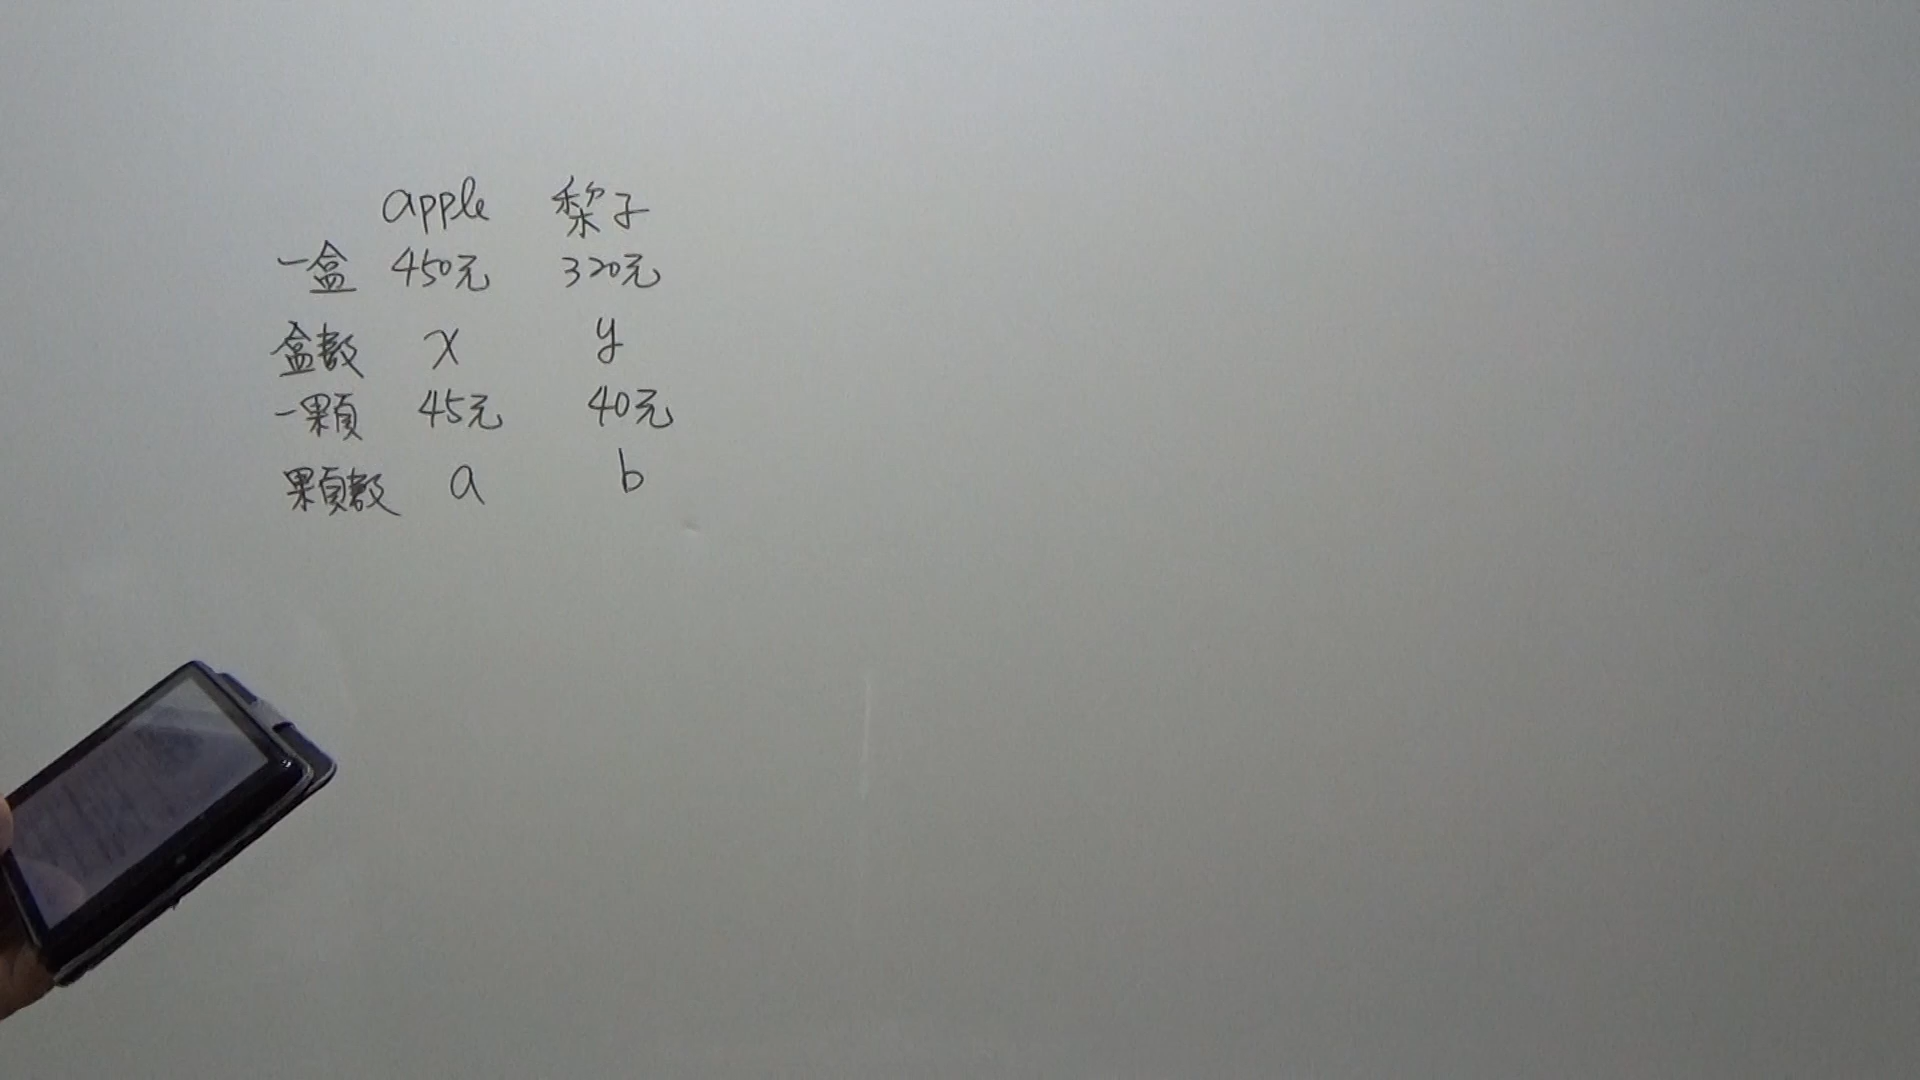 apple 梨子
一盒 450元 320元
盒數 x y
一顆 45元 40元
顆數 a b